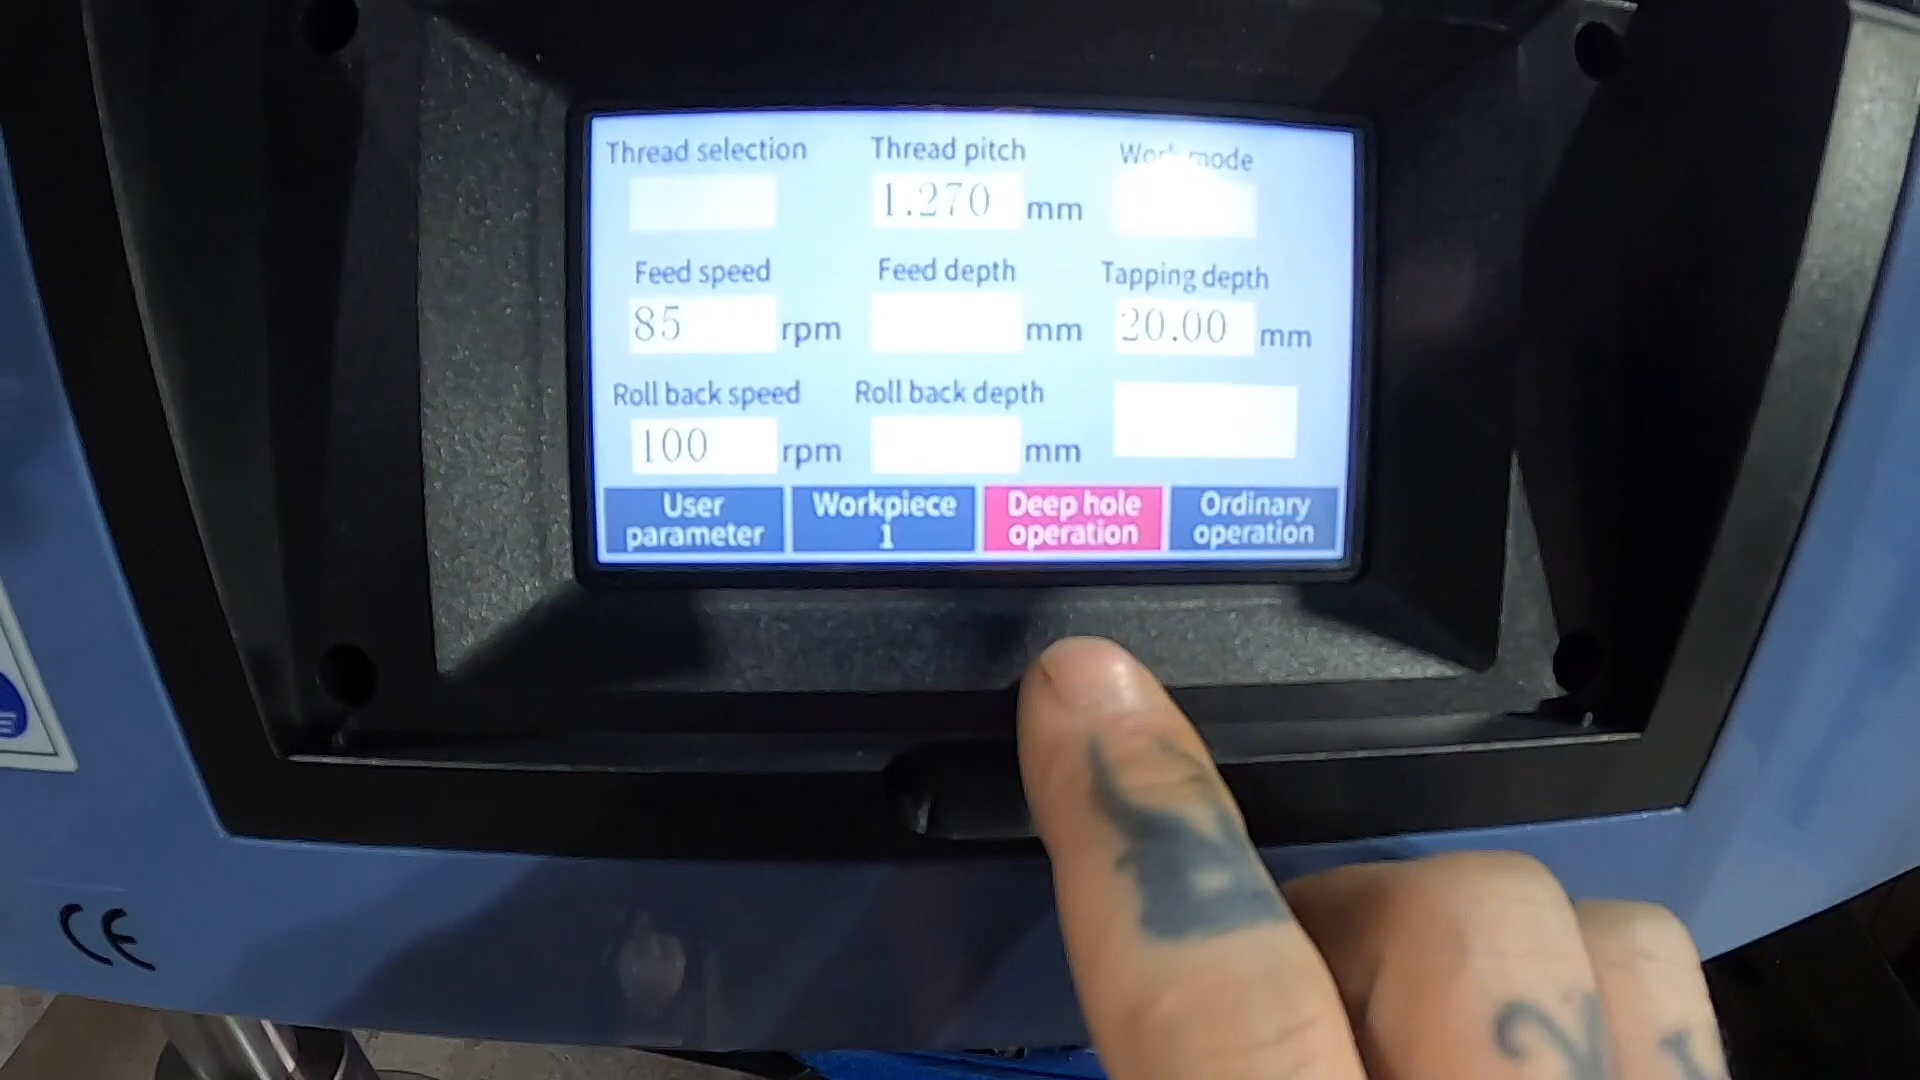 Thread selection
Thread pitch
Work mode
1.270 mm
Feed speed
Feed depth
Tapping depth
85 rpm
mm
20.00 mm
Roll back speed
Roll back depth
100 rpm
mm
User
parameter
Workpiece
1
Deep hole
operation
Ordinary
operation
CE